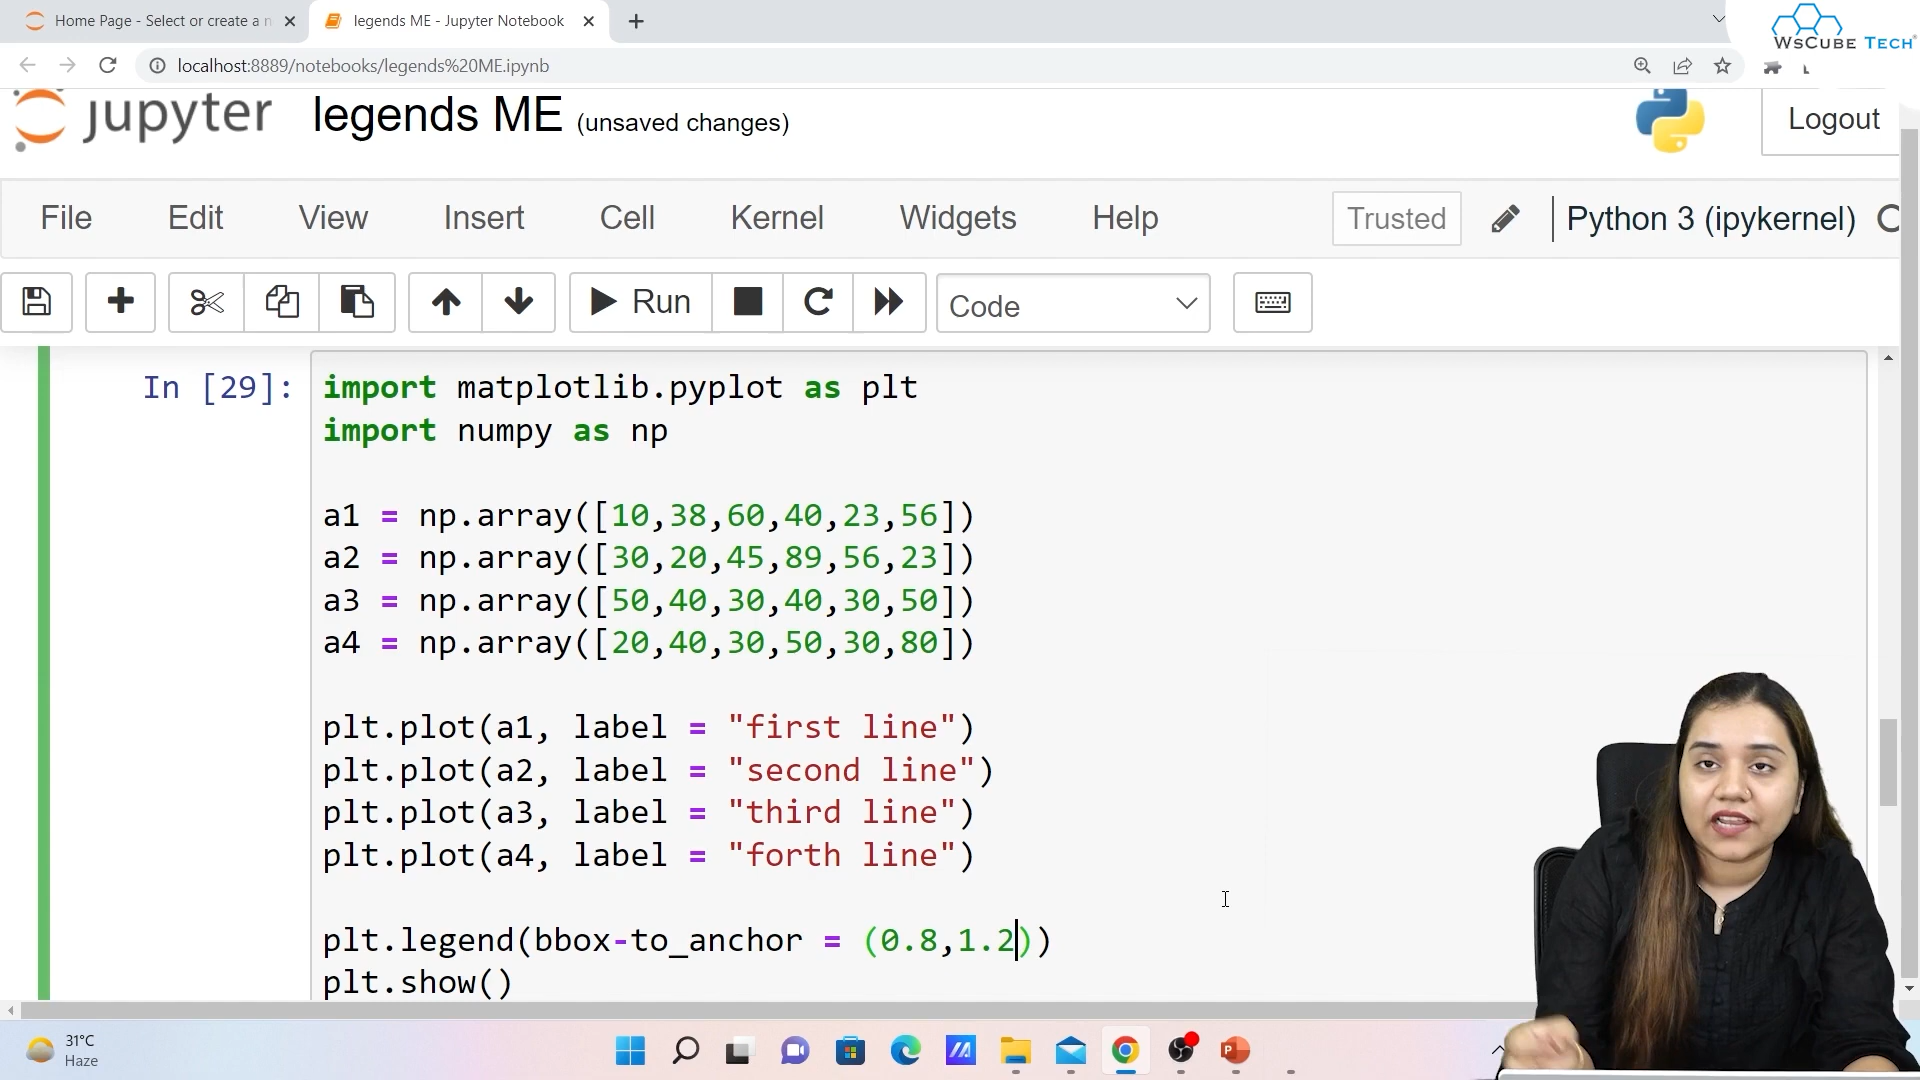 Home Page - Select or create a n
legends ME - Jupyter Notebook
WsCube Tech
localhost:8889/notebooks/legends%20ME.ipynb
jupyter legends ME (unsaved changes)
Logout
File Edit View Insert Cell Kernel Widgets Help Trusted Python 3 (ipykernel)
Run Code
In [29]: import matplotlib.pyplot as plt
import numpy as np
a1 = np.array([10,38,60,40,23,56])
a2 = np.array([30,20,45,89,56,23])
a3 = np.array([50,40,30,40,30,50])
a4 = np.array([20,40,30,50,30,80])
plt.plot(a1, label = "first line")
plt.plot(a2, label = "second line")
plt.plot(a3, label = "third line")
plt.plot(a4, label = "forth line")
plt.legend(bbox-to_anchor = (0.8,1.2))
plt.show()
31°C
Haze